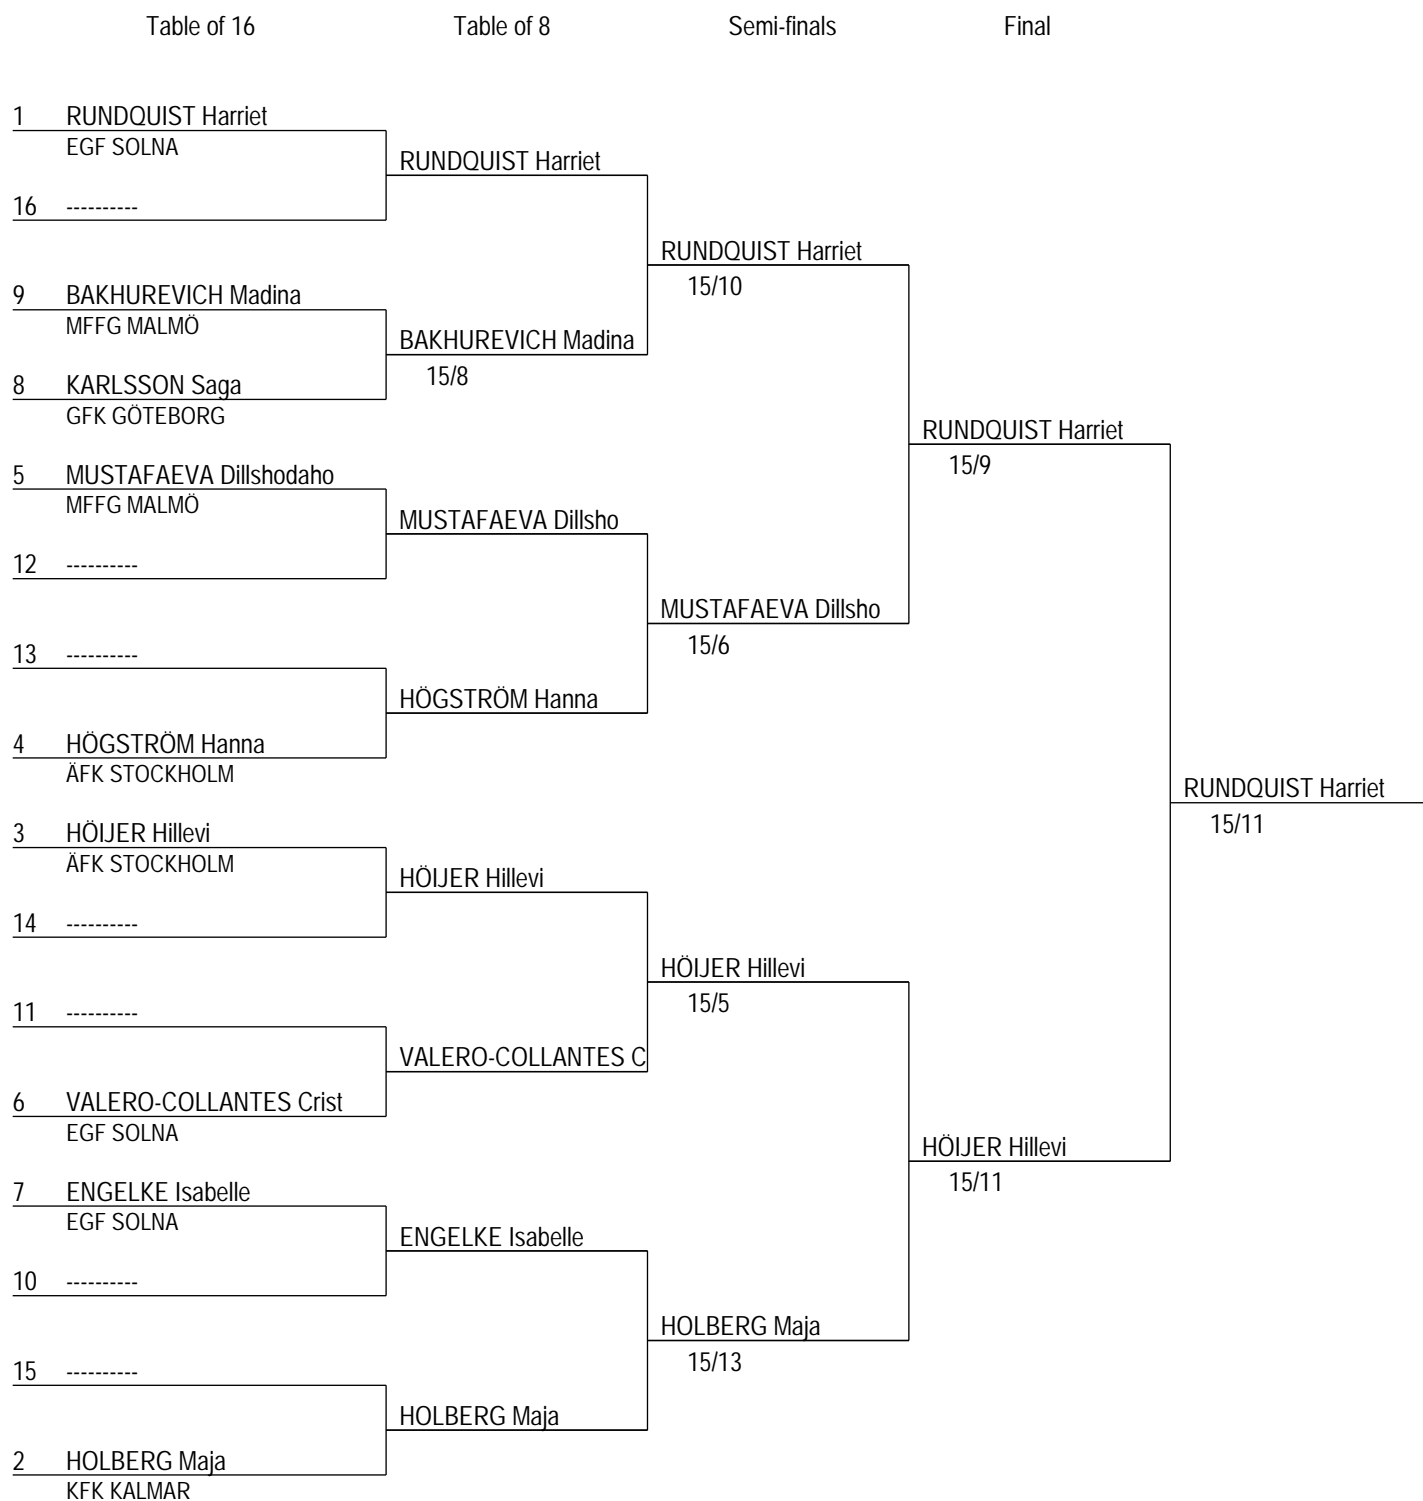 Table of 16 Table of 8 Semi-finals Final
1 RUNDQUIST Harriet
EGF SOLNA
RUNDQUIST Harriet
16 ----------
RUNDQUIST Harriet
15/10
9 BAKHUREVICH Madina
MFFG MALMÖ
BAKHUREVICH Madina
15/8
8 KARLSSON Saga
GFK GÖTEBORG
RUNDQUIST Harriet
15/9
5 MUSTAFAEVA Dillshodaho
MFFG MALMÖ
MUSTAFAEVA Dillsho
12 ----------
MUSTAFAEVA Dillsho
15/6
13 ----------
HÖGSTRÖM Hanna
4 HÖGSTRÖM Hanna
ÄFK STOCKHOLM
RUNDQUIST Harriet
15/11
3 HÖIJER Hillevi
ÄFK STOCKHOLM
HÖIJER Hillevi
14 ----------
HÖIJER Hillevi
15/5
11 ----------
VALERO-COLLANTES C
6 VALERO-COLLANTES Crist
EGF SOLNA
HÖIJER Hillevi
15/11
7 ENGELKE Isabelle
EGF SOLNA
ENGELKE Isabelle
10 ----------
HOLBERG Maja
15/13
15 ----------
HOLBERG Maja
2 HOLBERG Maja
KFK KALMAR